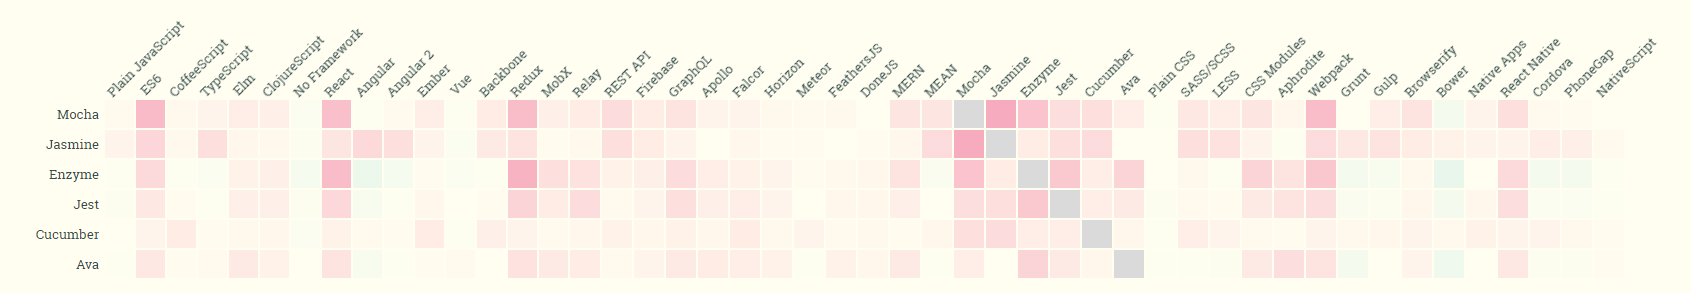 Plain JavaScript
ES6
CoffeeScript
TypeScript
Elm
ClojureScript
No Framework
React
Angular
Angular 2
Ember
Vue
Backbone
Redux
MobX
Relay
REST API
Firebase
GraphQL
Apollo
Falcor
Horizon
Meteor
FeathersJS
DoneJS
MERN
MEAN
Mocha
Jasmine
Enzyme
Jest
Cucumber
Ava
Plain CSS
SASS/SCSS
LESS
CSS Modules
Aphrodite
Webpack
Grunt
Gulp
Browserify
Bower
Native Apps
React Native
Cordova
PhoneGap
NativeScript
Mocha
Jasmine
Enzyme
Jest
Cucumber
Ava